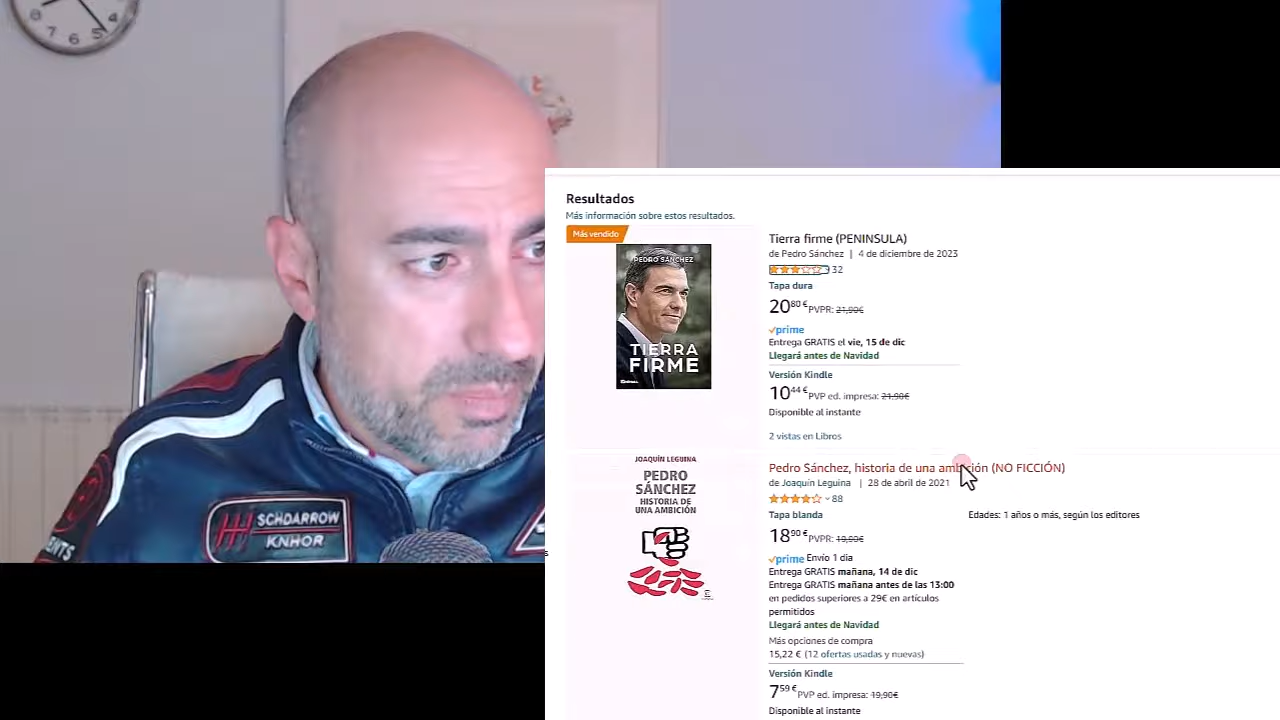 8 7 6 5
SCHDARROW
KNHOR
ENTS
Resultados
Más información sobre estos resultados.
Más vendido
PEDRO SÁNCHEZ
TIERRA
FIRME
Tierra firme (PENINSULA)
de Pedro Sánchez | 4 de diciembre de 2023
32
Tapa dura
20,80 € PVPR: 21,90€
prime
Entrega GRATIS el vie, 15 de dic
Llegará antes de Navidad
Versión Kindle
10,44 € PVP ed. impresa: 21,90€
Disponible al instante
2 vistas en Libros
JOAQUÍN LEGUINA
PEDRO
SÁNCHEZ
HISTORIA DE
UNA AMBICIÓN
Pedro Sánchez, historia de una ambición (NO FICCIÓN)
de Joaquín Leguina | 28 de abril de 2021
88
Tapa blanda
Edades: 1 años o más, según los editores
18,90 € PVPR: 19,90€
prime Envío 1 día
Entrega GRATIS mañana, 14 de dic
Entrega GRATIS mañana antes de las 13:00
en pedidos superiores a 29€ en artículos
permitidos
Llegará antes de Navidad
Más opciones de compra
15,22 € (12 ofertas usadas y nuevas)
Versión Kindle
7,59 € PVP ed. impresa: 19,90€
Disponible al instante